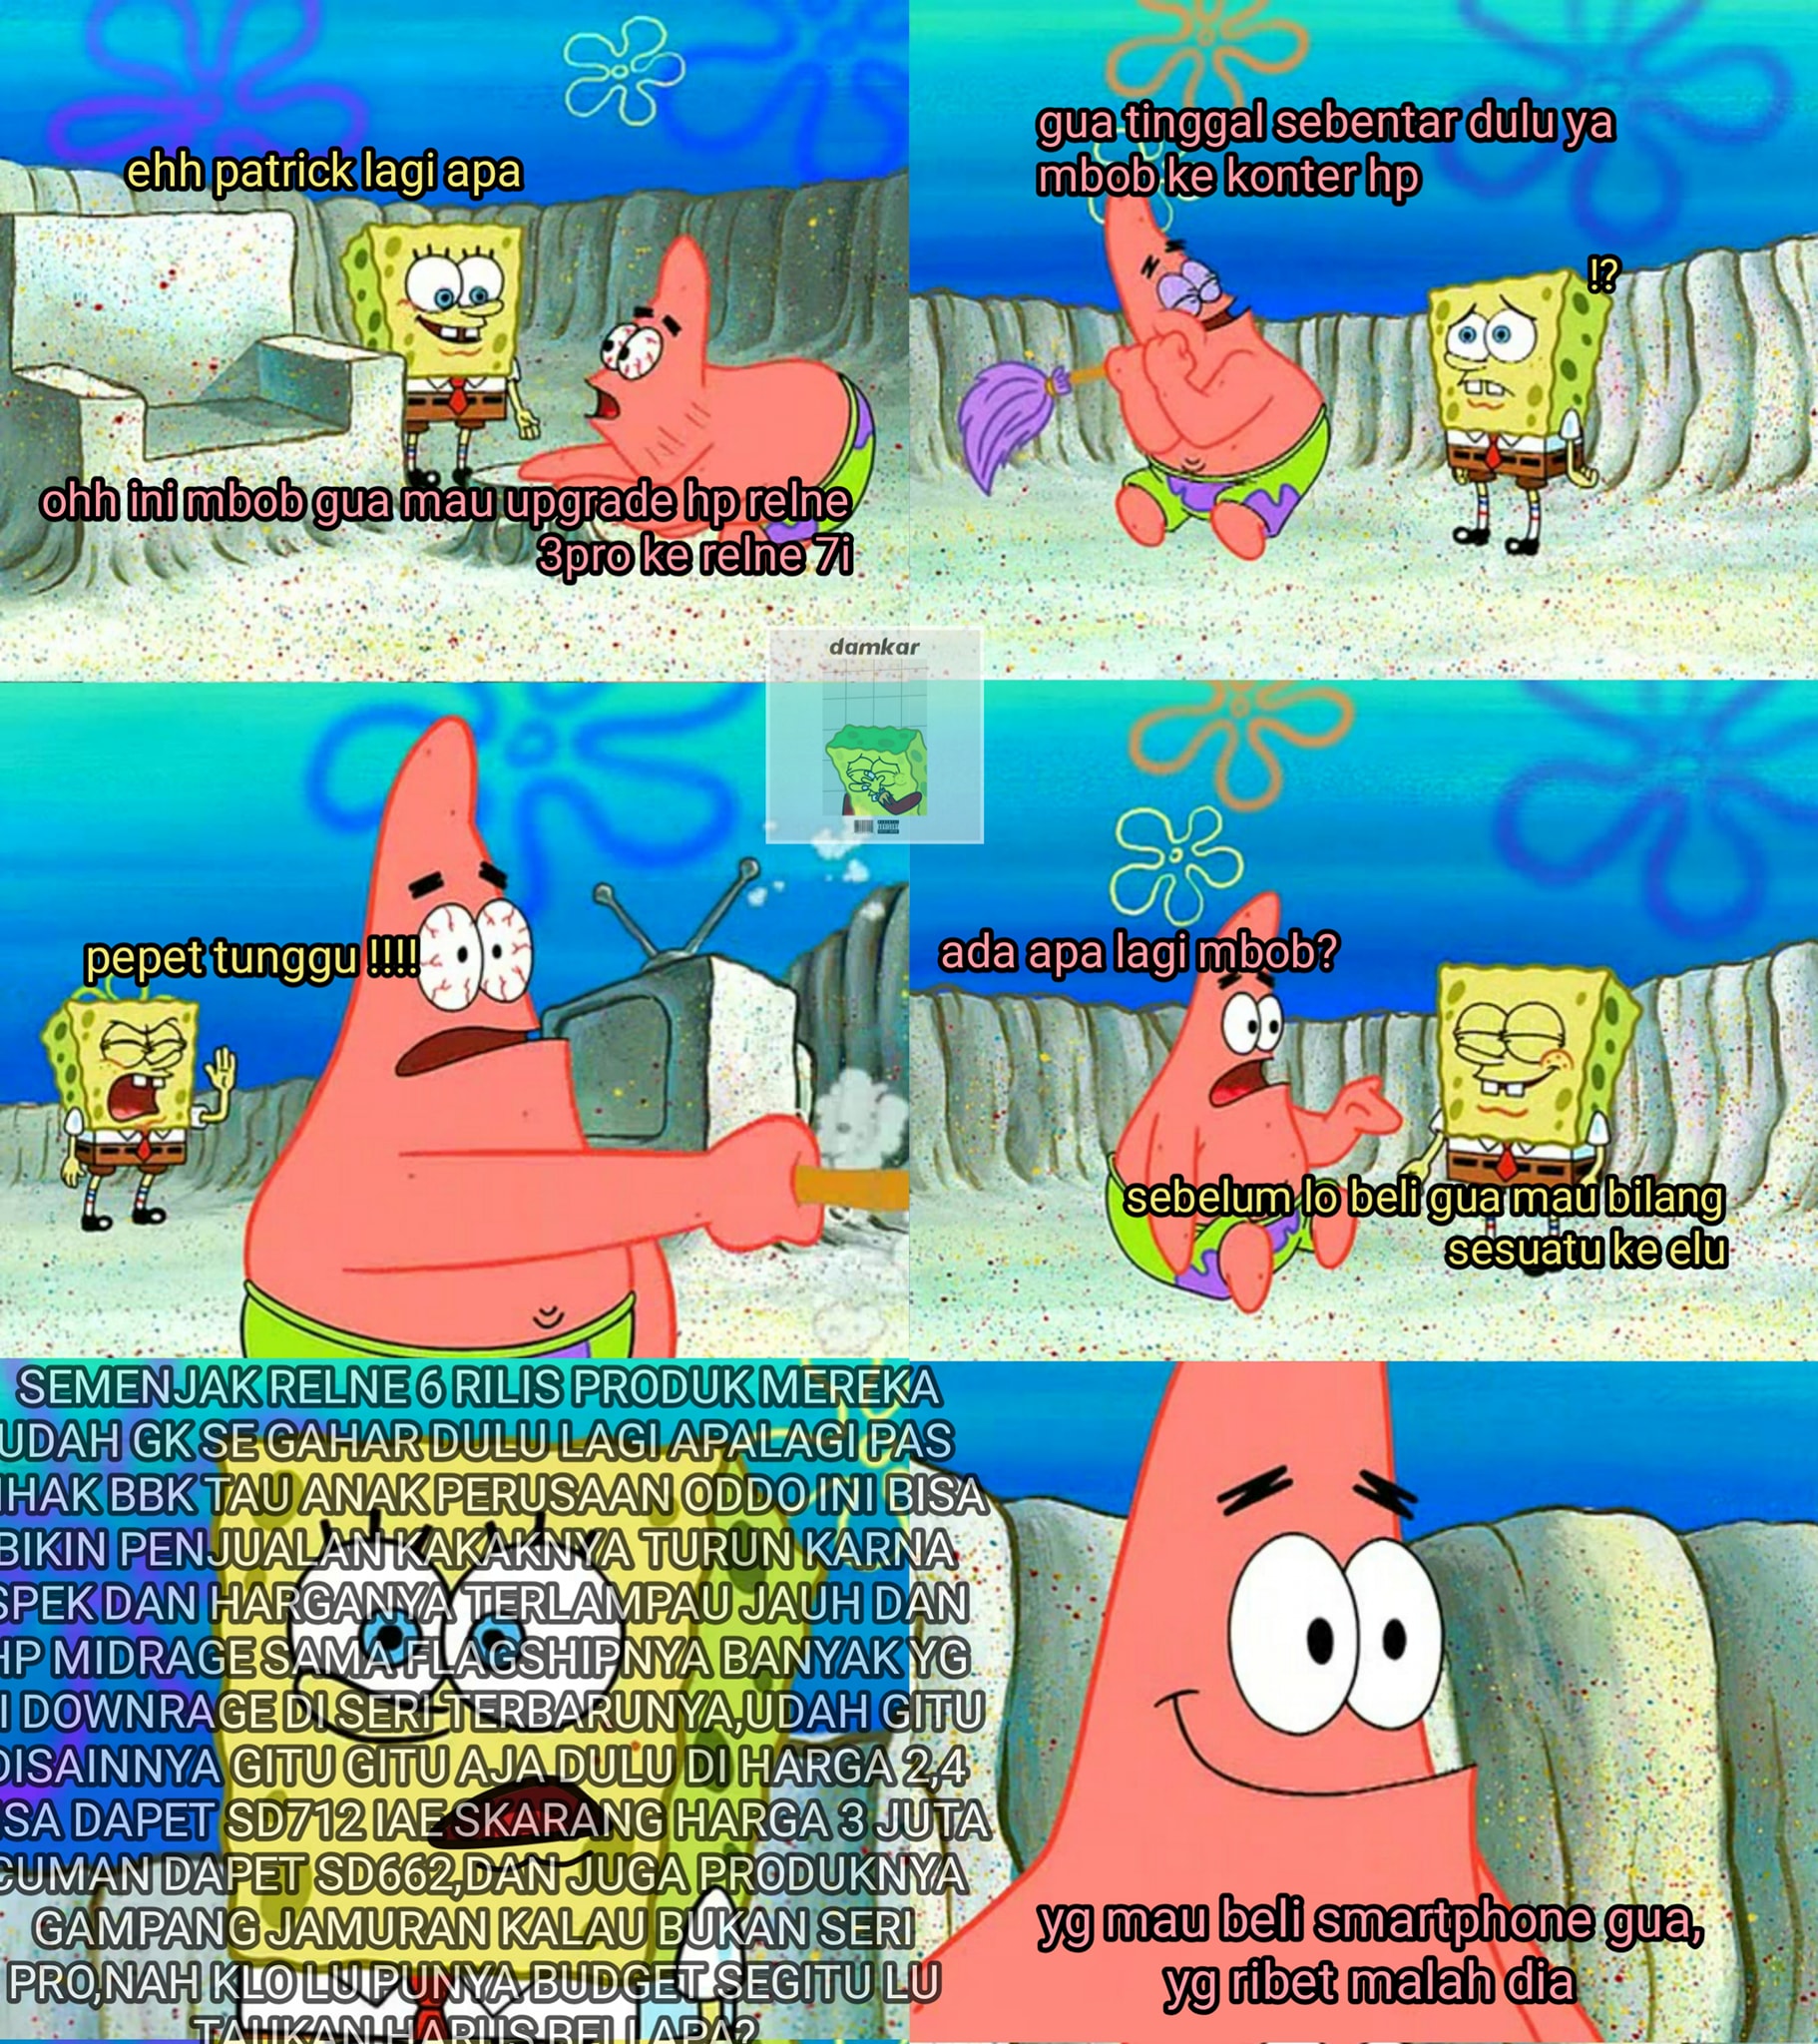 ehh patrick lagi apa
ohh ini mbob gua mau upgrade hp relne
3pro ke relne 7i
gua tinggal sebentar dulu ya
mbob ke konter hp
!?
damkar
pepet tunggu !!!!
ada apa lagi mbob?
sebelum lo beli gua mau bilang
sesuatu ke elu
SEMENJAK RELNE 6 RILIS PRODUK MEREKA
UDAH GK SE GAHAR DULU LAGI APALAGI PAS
IHAK BBK TAU ANAK PERUSAAN ODDO INI BISA
BIKIN PENJUALAN KAKAKNYA TURUN KARNA
SPEK DAN HARGANYA TERLAMPAU JAUH DAN
HP MIDRAGE SAMA FLAGSHIPNYA BANYAK YG
I DOWNRAGE DI SERI TERBARUNYA,UDAH GITU
DISAINNYA GITU GITU AJA DULU DI HARGA 2,4
ISA DAPET SD712 IAE SKARANG HARGA 3 JUTA
CUMAN DAPET SD662,DAN JUGA PRODUKNYA
GAMPANG JAMURAN KALAU BUKAN SERI
PRO,NAH KLO LU PUNYA BUDGET SEGITU LU
TAUKAN HARUS BELI APA?
yg mau beli smartphone gua,
yg ribet malah dia